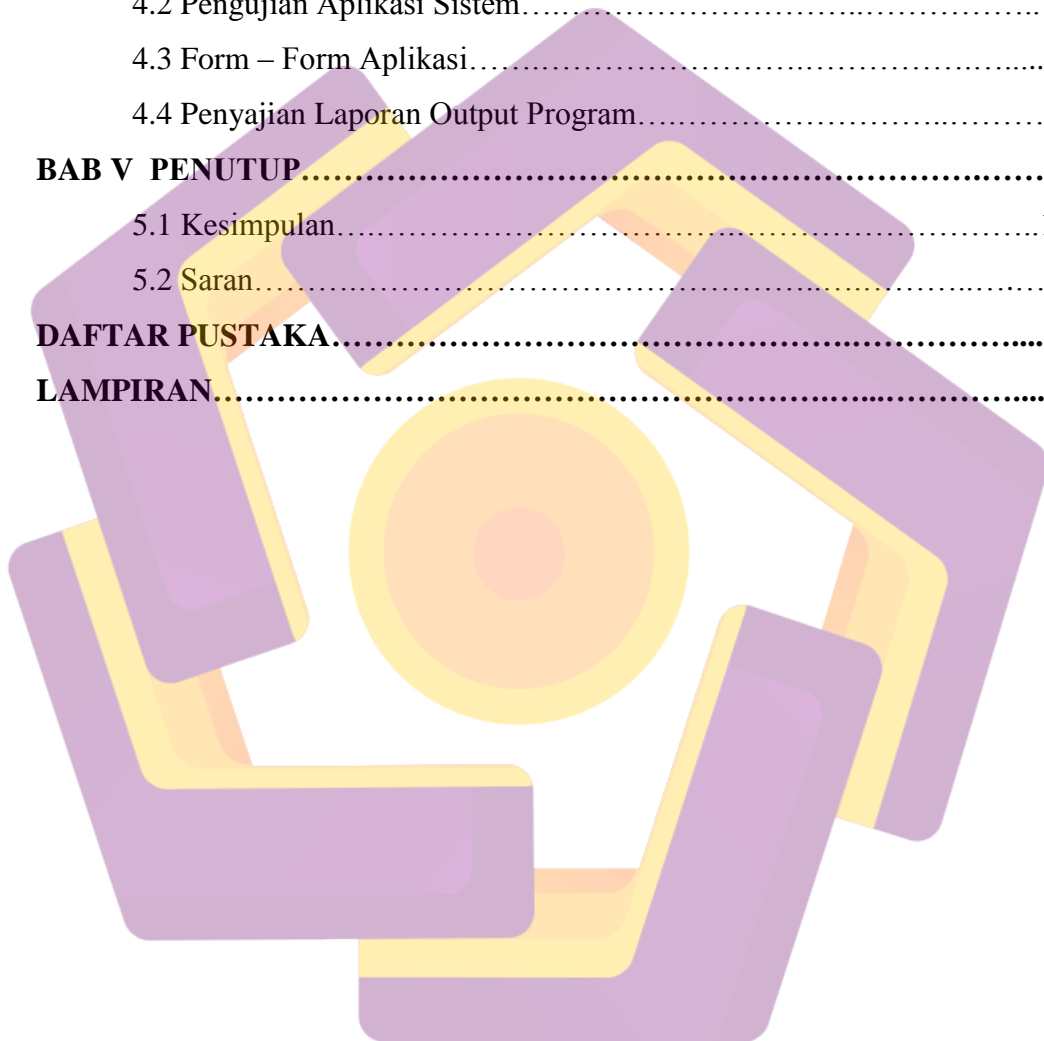 4.2 Pengujian Aplikasi Sistem….……………………….…..……………..
4.3 Form – Form Aplikasi…….……………………….……………….…....
4.4 Penyajian Laporan Output Program….…………………….…..………
BAB V PENUTUP……………………………………………………….……
5.1 Kesimpulan….…………………………….…………………………….
5.2 Saran………..………………………………………….…..……….….…
DAFTAR PUSTAKA…………………………………….…..……………....
LAMPIRAN………………………………………………….…...…………....